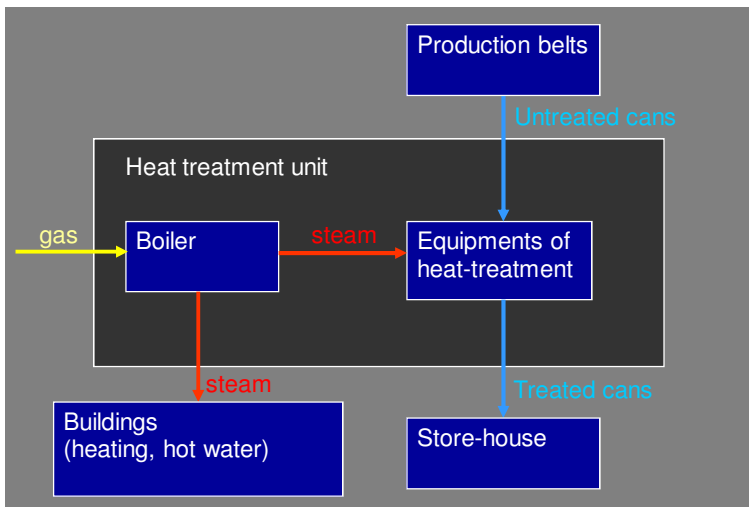 Production belts
Untreated cans
Heat treatment unit
gas
Boiler
steam
Equipments of
heat-treatment
steam
Treated cans
Buildings
(heating, hot water)
Store-house